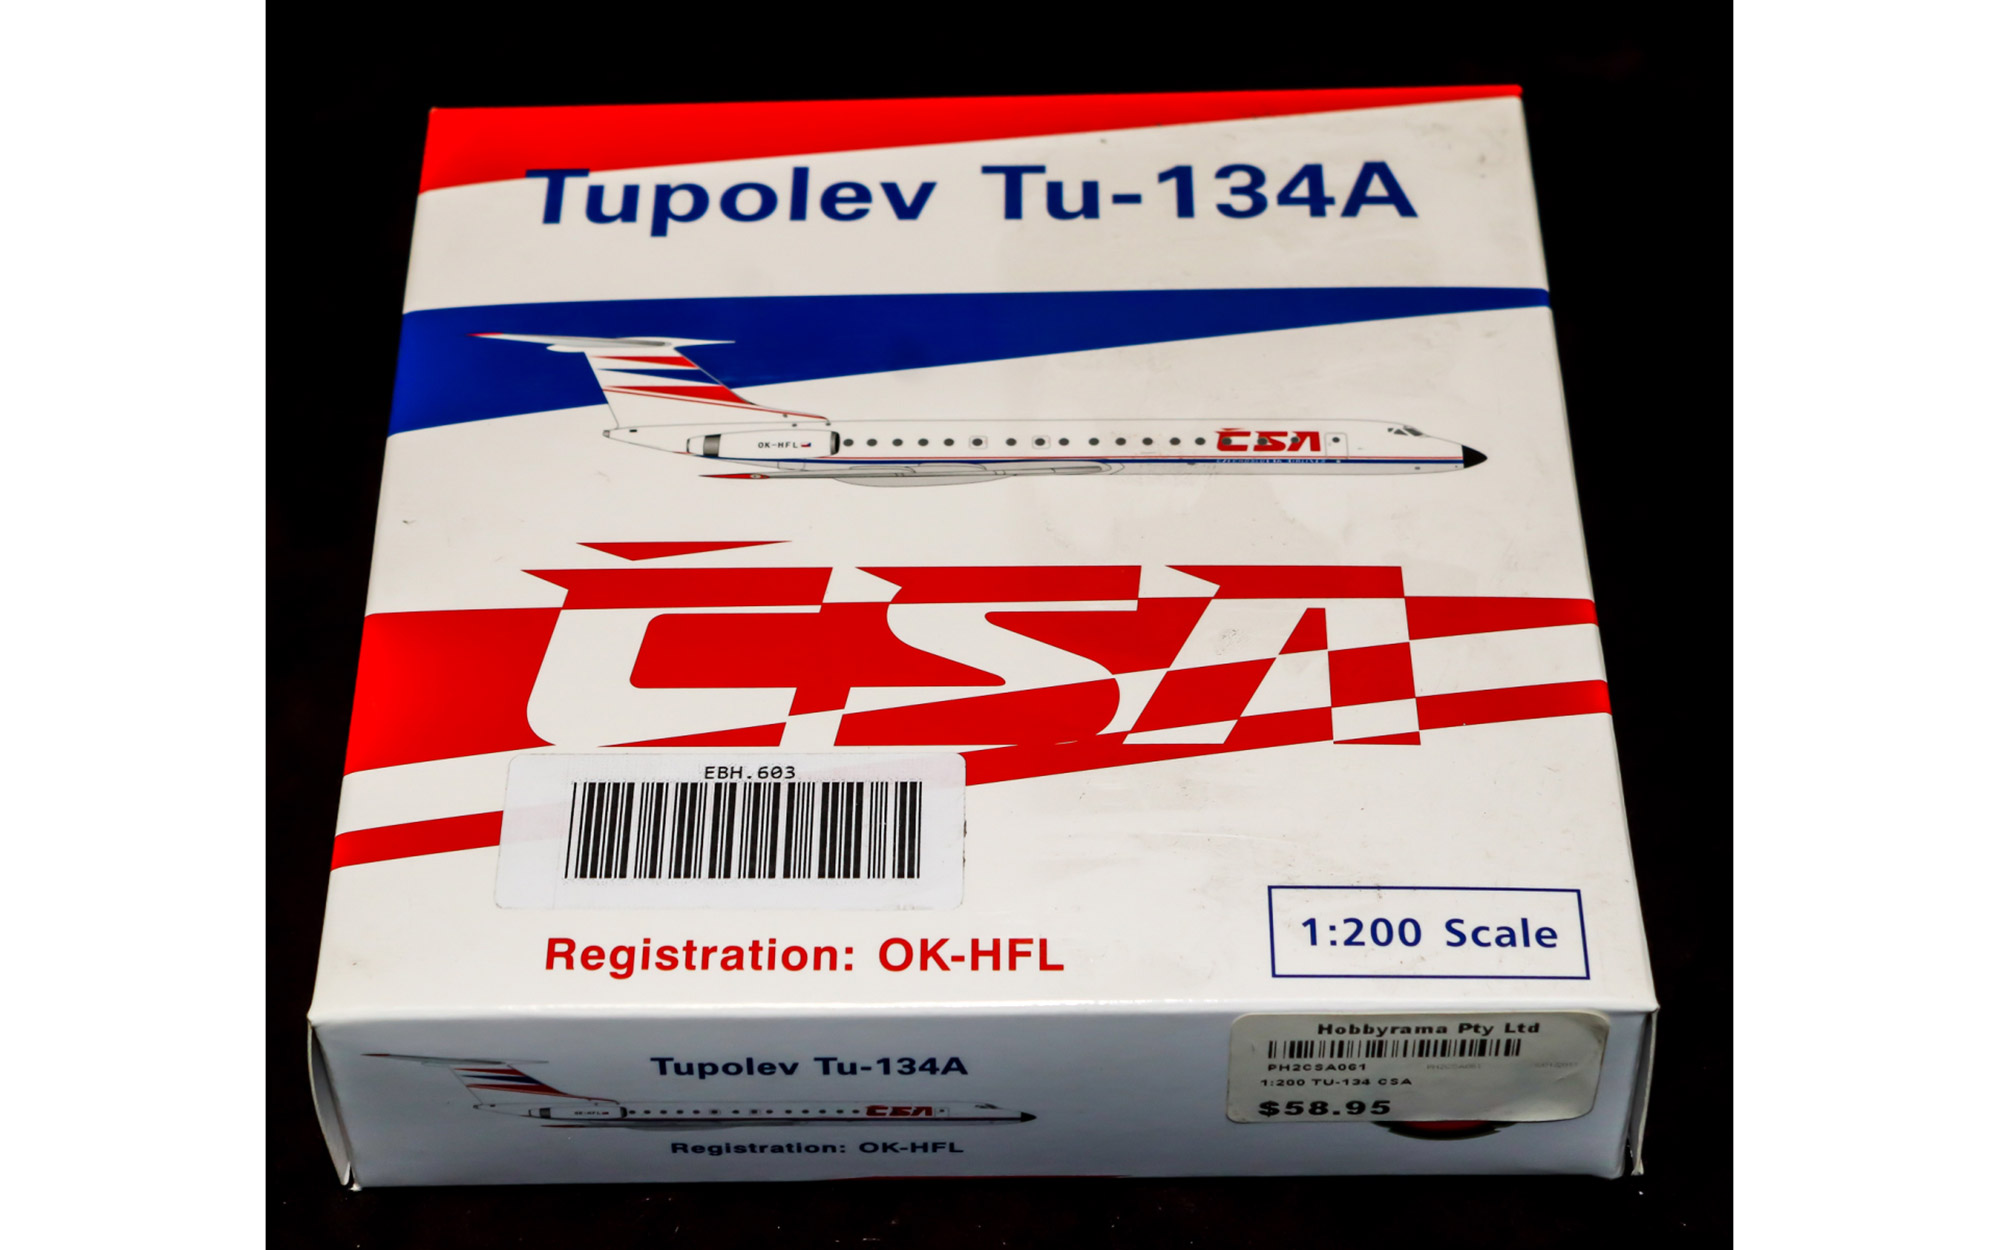 Tupolev Tu-134A
OK-HFL
ČSA
ČSA
EBH.603
Registration: OK-HFL
1:200 Scale
Tupolev Tu-134A
ČSA
Registration: OK-HFL
Hobbyrama Pty Ltd
PH2CSA061
1:200 TU-134 CSA
$58.95